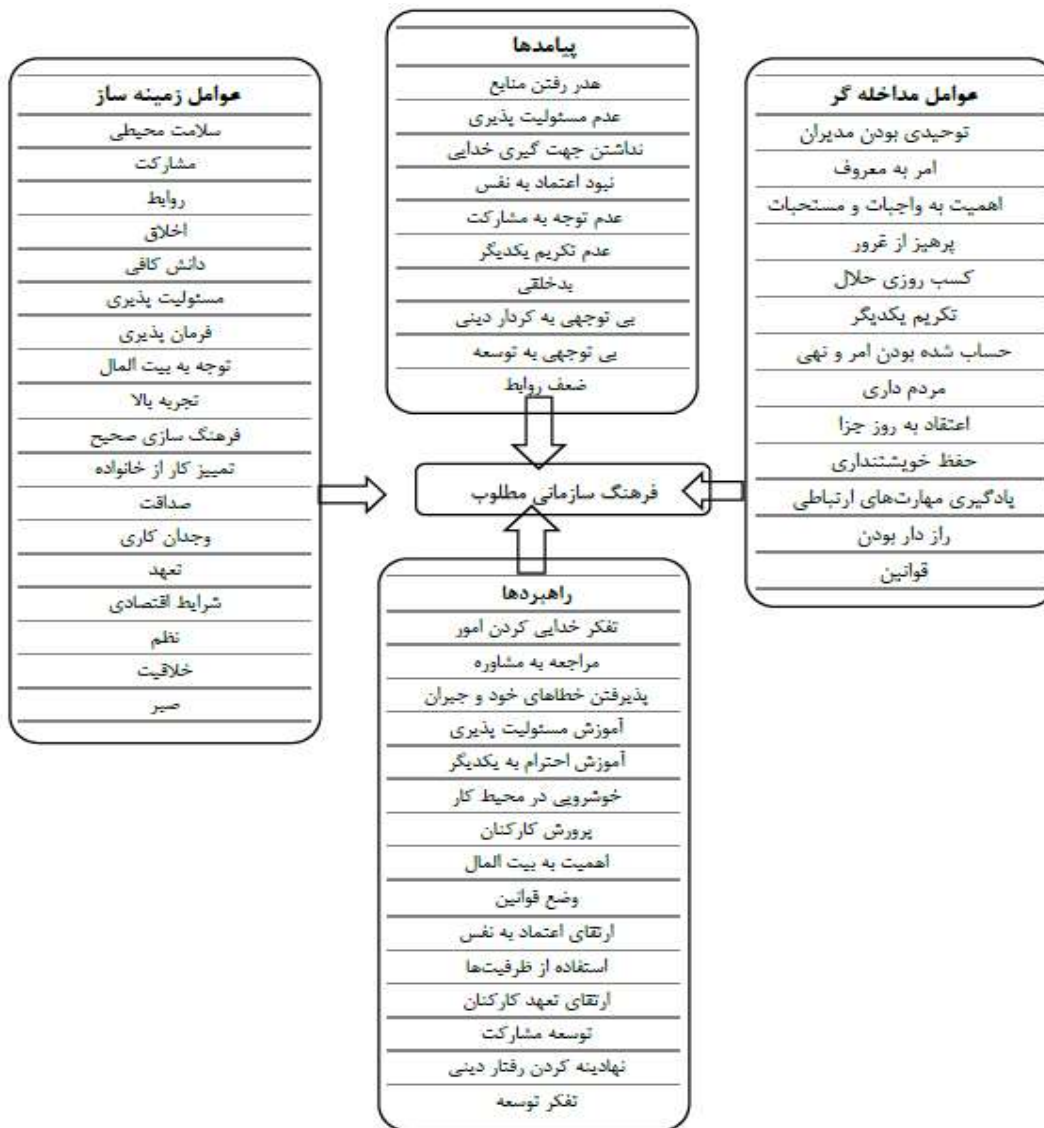 پیامدها
هدر رفتن منابع
عدم مسئولیت پذیری
نداشتن جهت گیری خدایی
نبود اعتماد به نفس
عدم توجه به مشارکت
عدم تکریم یکدیگر
بدخلقی
بی توجهی به کردار دینی
بی توجهی به توسعه
ضعف روابط
عوامل مداخله گر
توحیدی بودن مدیران
امر به معروف
اهمیت به واجبات و مستحبات
پرهیز از غرور
کسب روزی حلال
تکریم یکدیگر
حساب شده بودن امر و نهی
مردم داری
اعتقاد به روز جزا
حفظ خویشتنداری
یادگیری مهارت‌های ارتباطی
راز دار بودن
قوانین
عوامل زمینه ساز
سلامت محیطی
مشارکت
روابط
اخلاق
دانش کافی
مسئولیت پذیری
فرمان پذیری
توجه به بیت المال
تجربه بالا
فرهنگ سازی صحیح
تمییز کار از خانواده
صداقت
وجدان کاری
تعهد
شرایط اقتصادی
نظم
خلاقیت
صبر
فرهنگ سازمانی مطلوب
راهبردها
تفکر خدایی کردن امور
مراجعه به مشاوره
پذیرفتن خطاهای خود و جبران
آموزش مسئولیت پذیری
آموزش احترام به یکدیگر
خوشرویی در محیط کار
پرورش کارکنان
اهمیت به بیت المال
وضع قوانین
ارتقای اعتماد به نفس
استفاده از ظرفیت‌ها
ارتقای تعهد کارکنان
توسعه مشارکت
نهادینه کردن رفتار دینی
تفکر توسعه